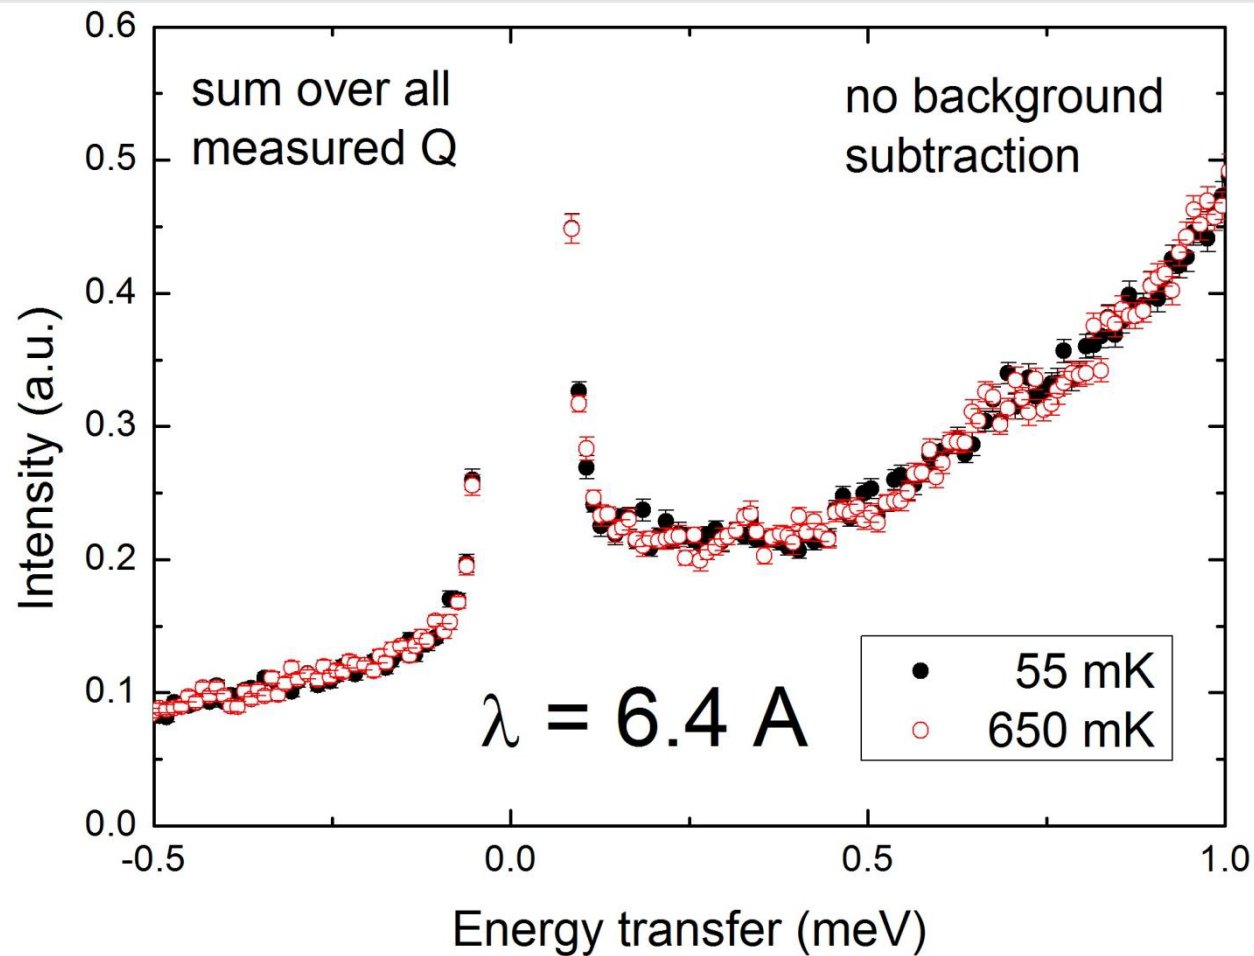 0.6
0.5
0.4
0.3
0.2
0.1
0.0
-0.5
0.0
0.5
1.0
Intensity (a.u.)
Energy transfer (meV)
sum over all
measured Q
no background
subtraction
λ = 6.4 A
55 mK
650 mK